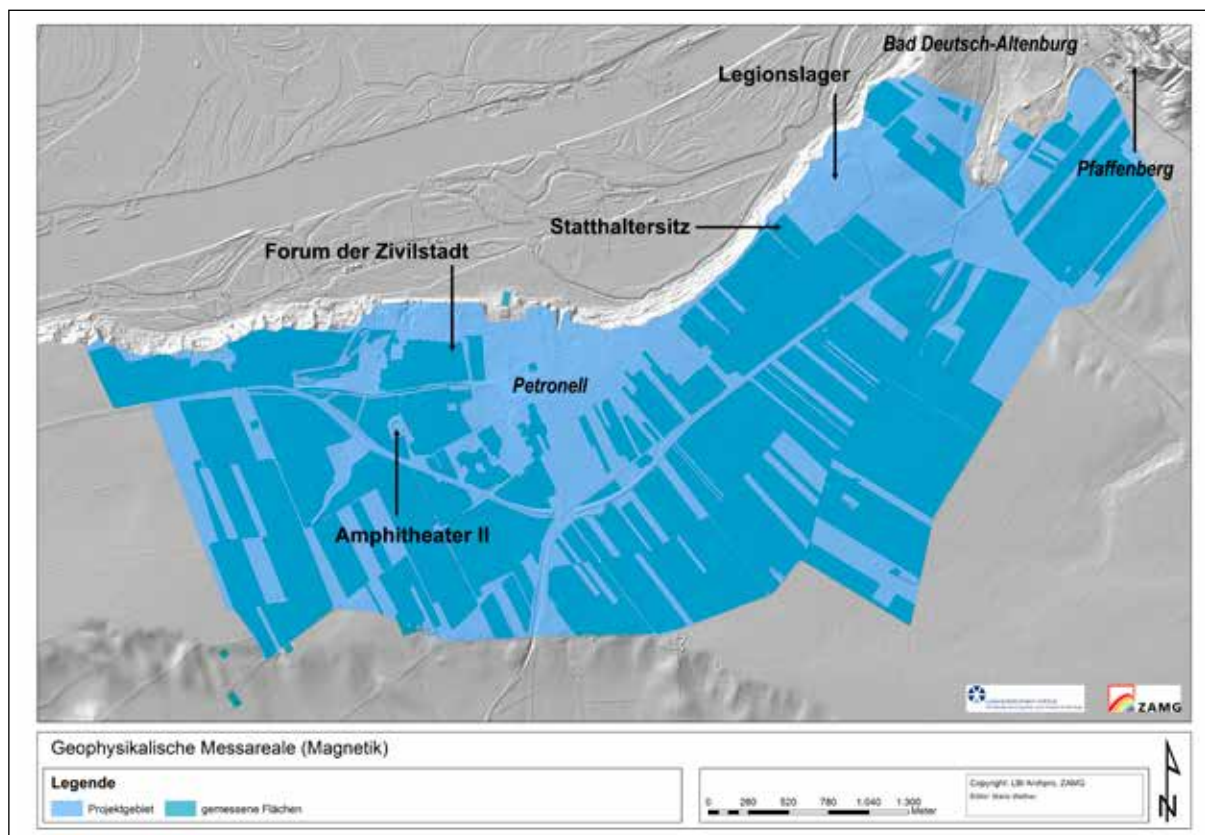 Bad Deutsch-Altenburg
Legionslager
Pfaffenberg
Statthaltersitz
Forum der Zivilstadt
Petronell
Amphitheater II
ZAMG
Geophysikalische Messareale (Magnetik)
Legende
Projektgebiet gemessene Flächen
0 260 520 780 1.040 1.300
Meter
Copyright: LBI ArchPro, ZAMG
N